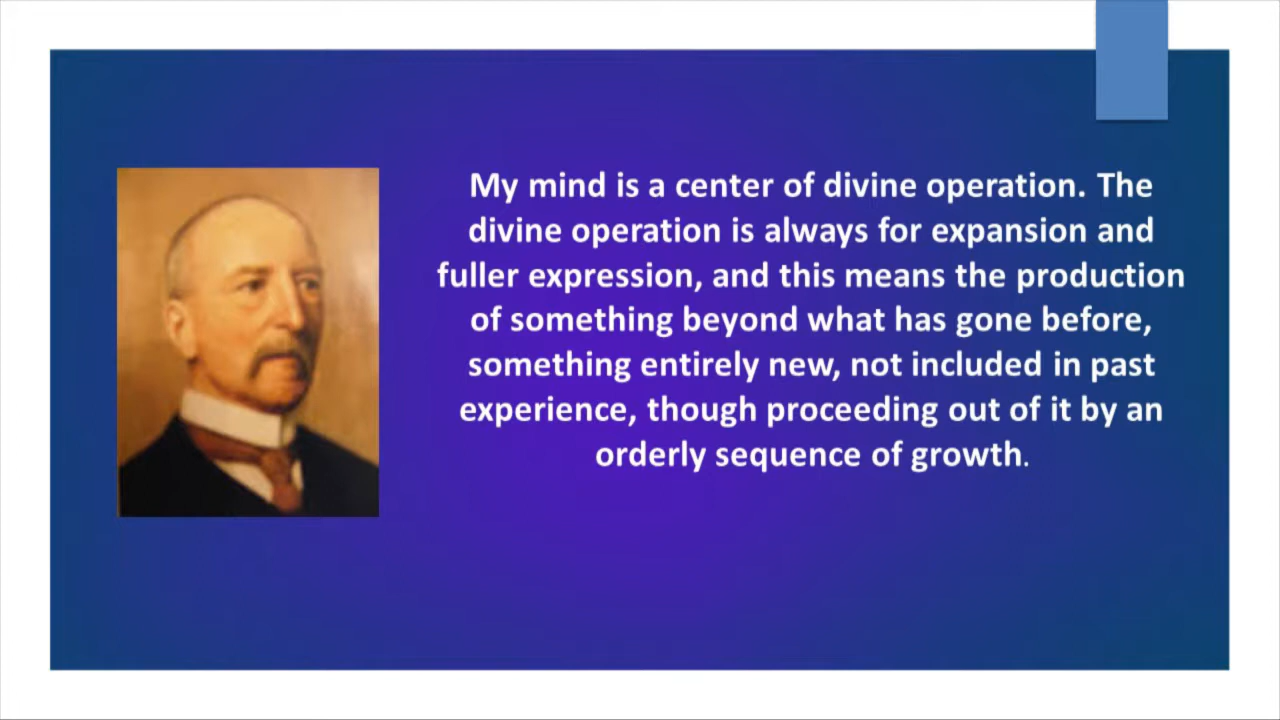 My mind is a center of divine operation. The
divine operation is always for expansion and
fuller expression, and this means the production
of something beyond what has gone before,
something entirely new, not included in past
experience, though proceeding out of it by an
orderly sequence of growth.